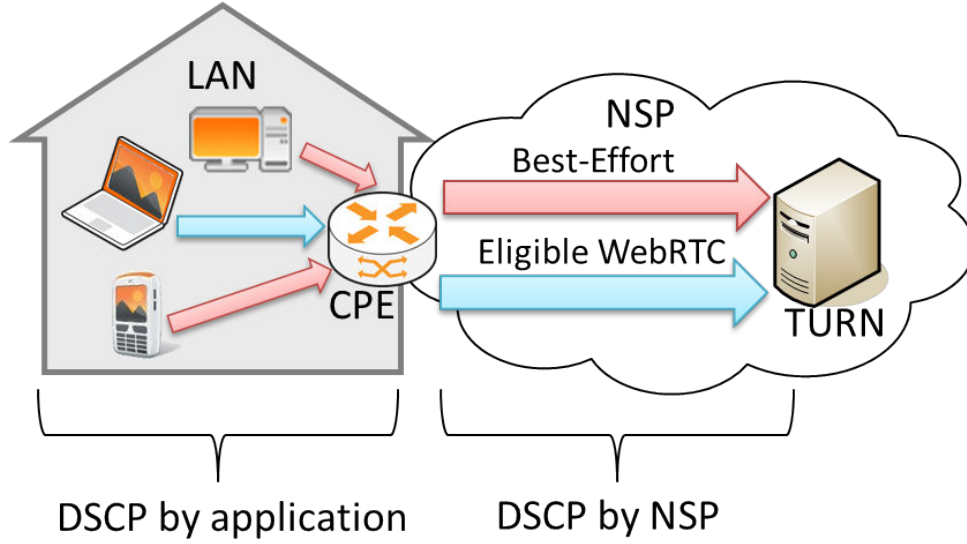 LAN
NSP
Best-Effort
Eligible WebRTC
CPE
TURN
DSCP by application
DSCP by NSP